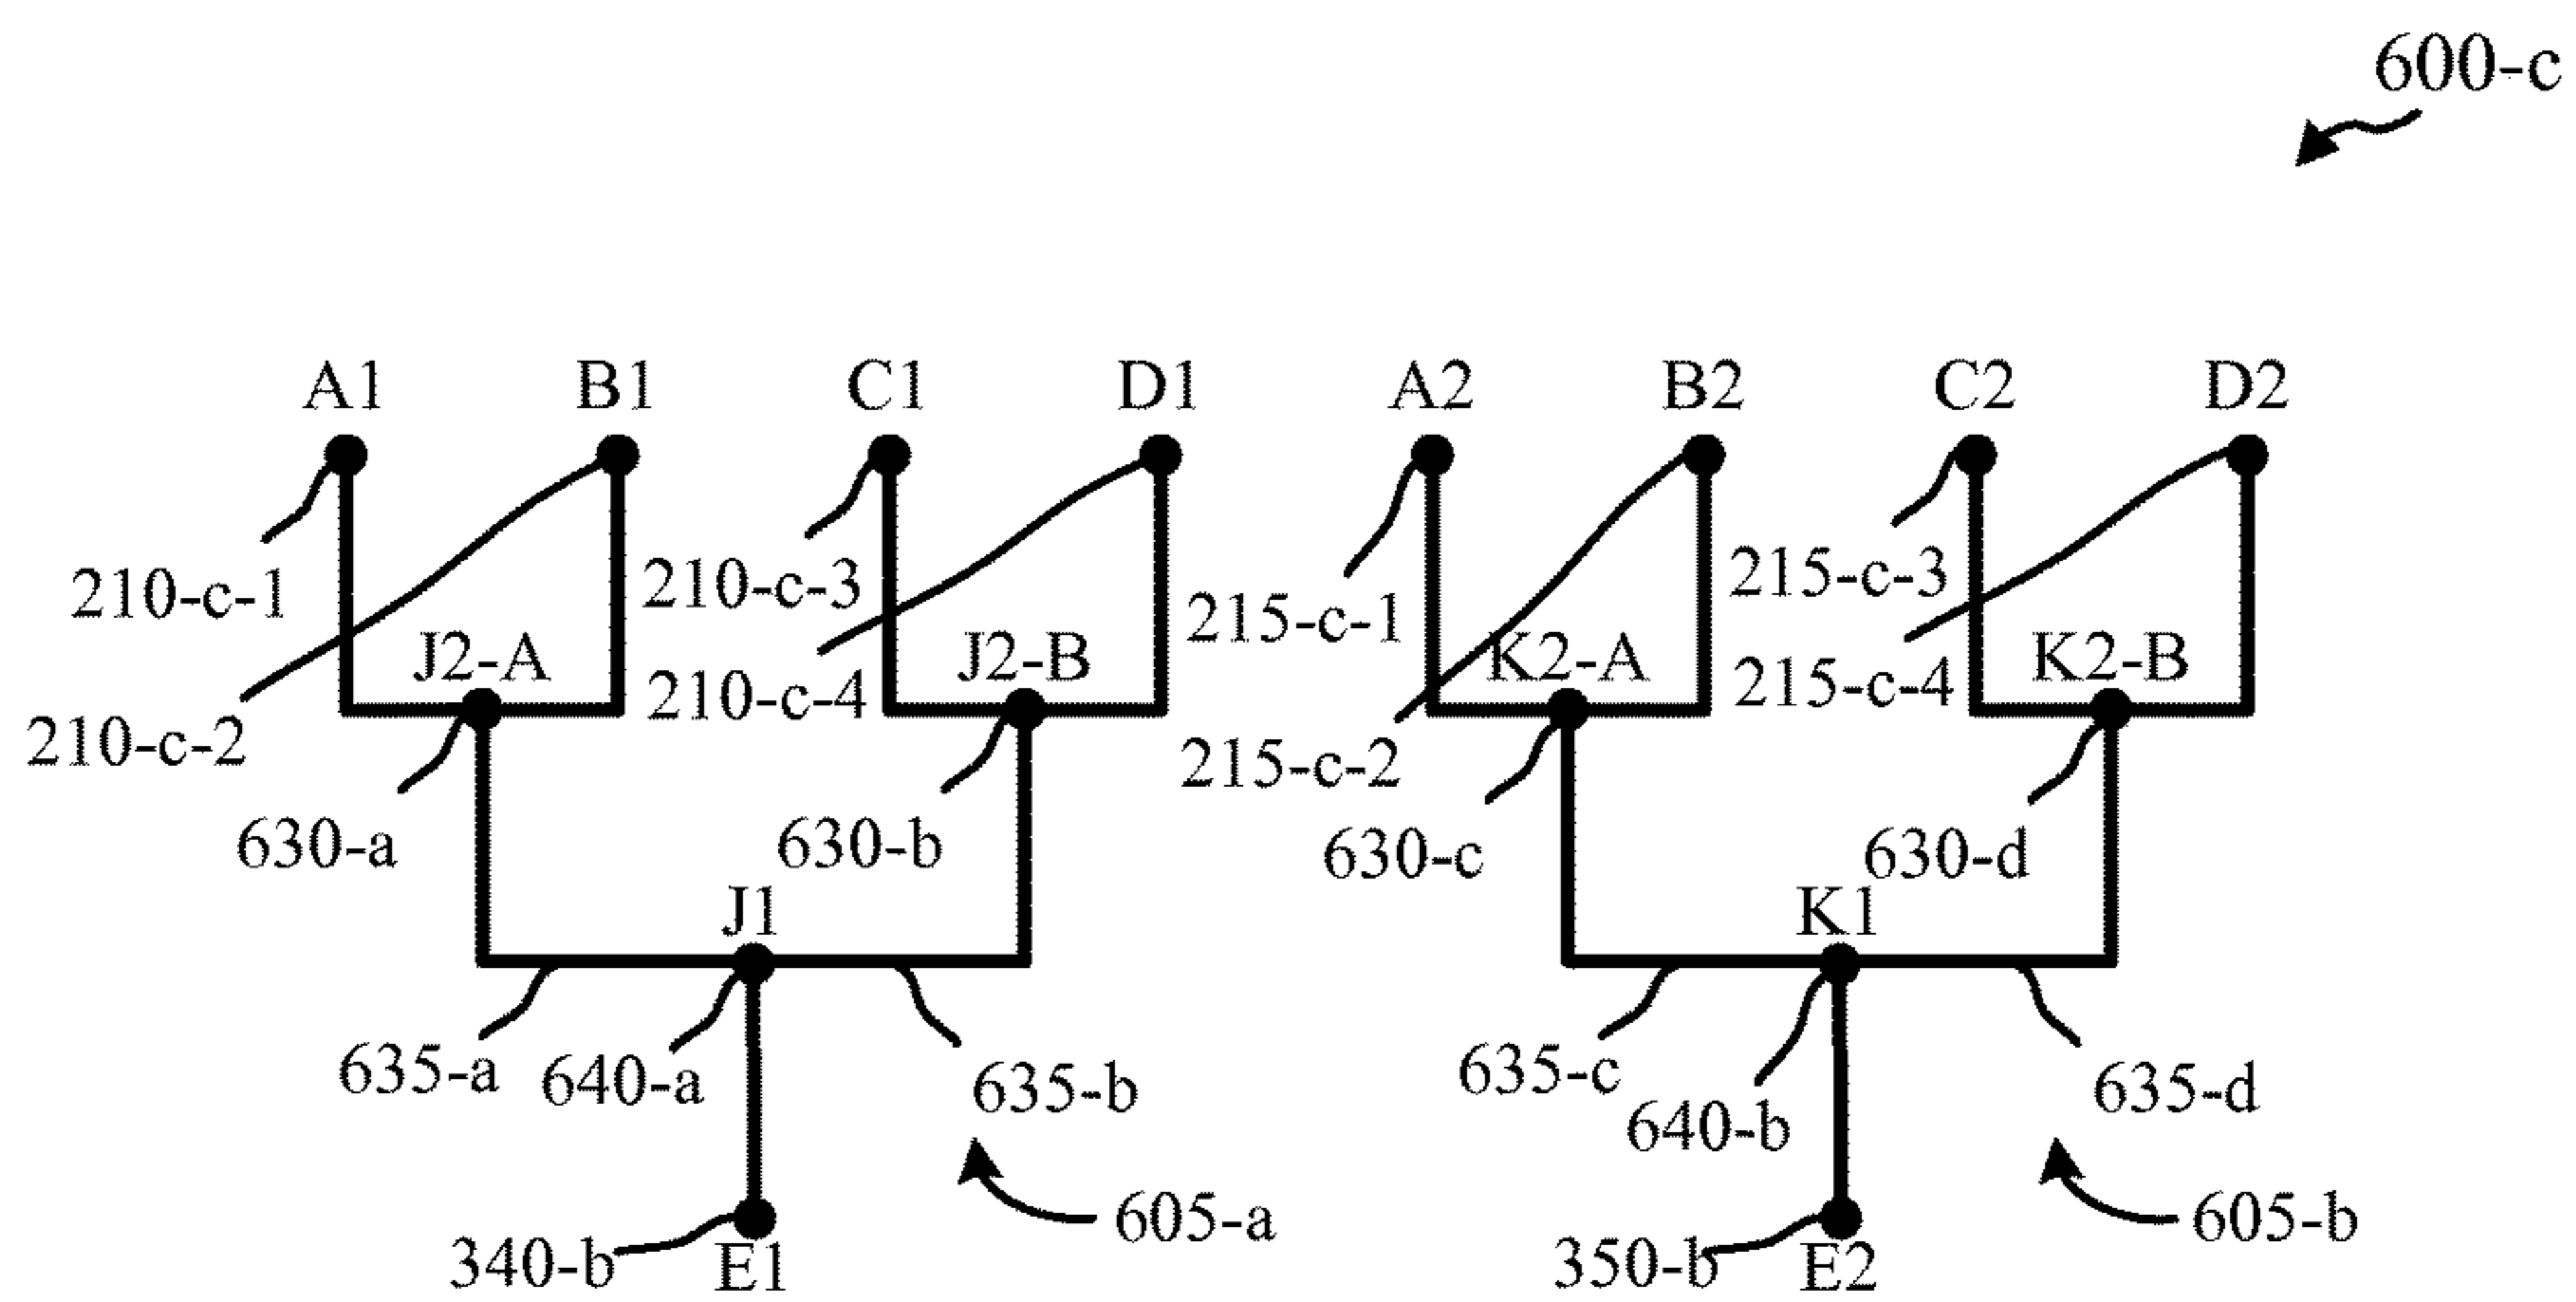 600-c
A1 B1 C1 D1 A2 B2 C2 D2
210-c-1 210-c-3 215-c-1 215-c-3
J2-A J2-B K2-A K2-B
210-c-2 210-c-4 215-c-2 215-c-4
630-a 630-b 630-c 630-d
J1 K1
635-a 640-a 635-b 635-c 640-b 635-d
605-a 605-b
340-b E1 350-b E2